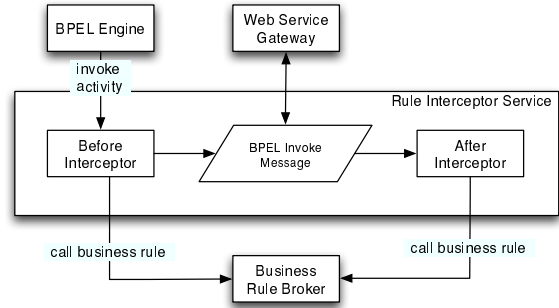 BPEL Engine
Web Service
Gateway
invoke
activity
Rule Interceptor Service
Before
Interceptor
BPEL Invoke
Message
After
Interceptor
call business rule
call business rule
Business
Rule Broker